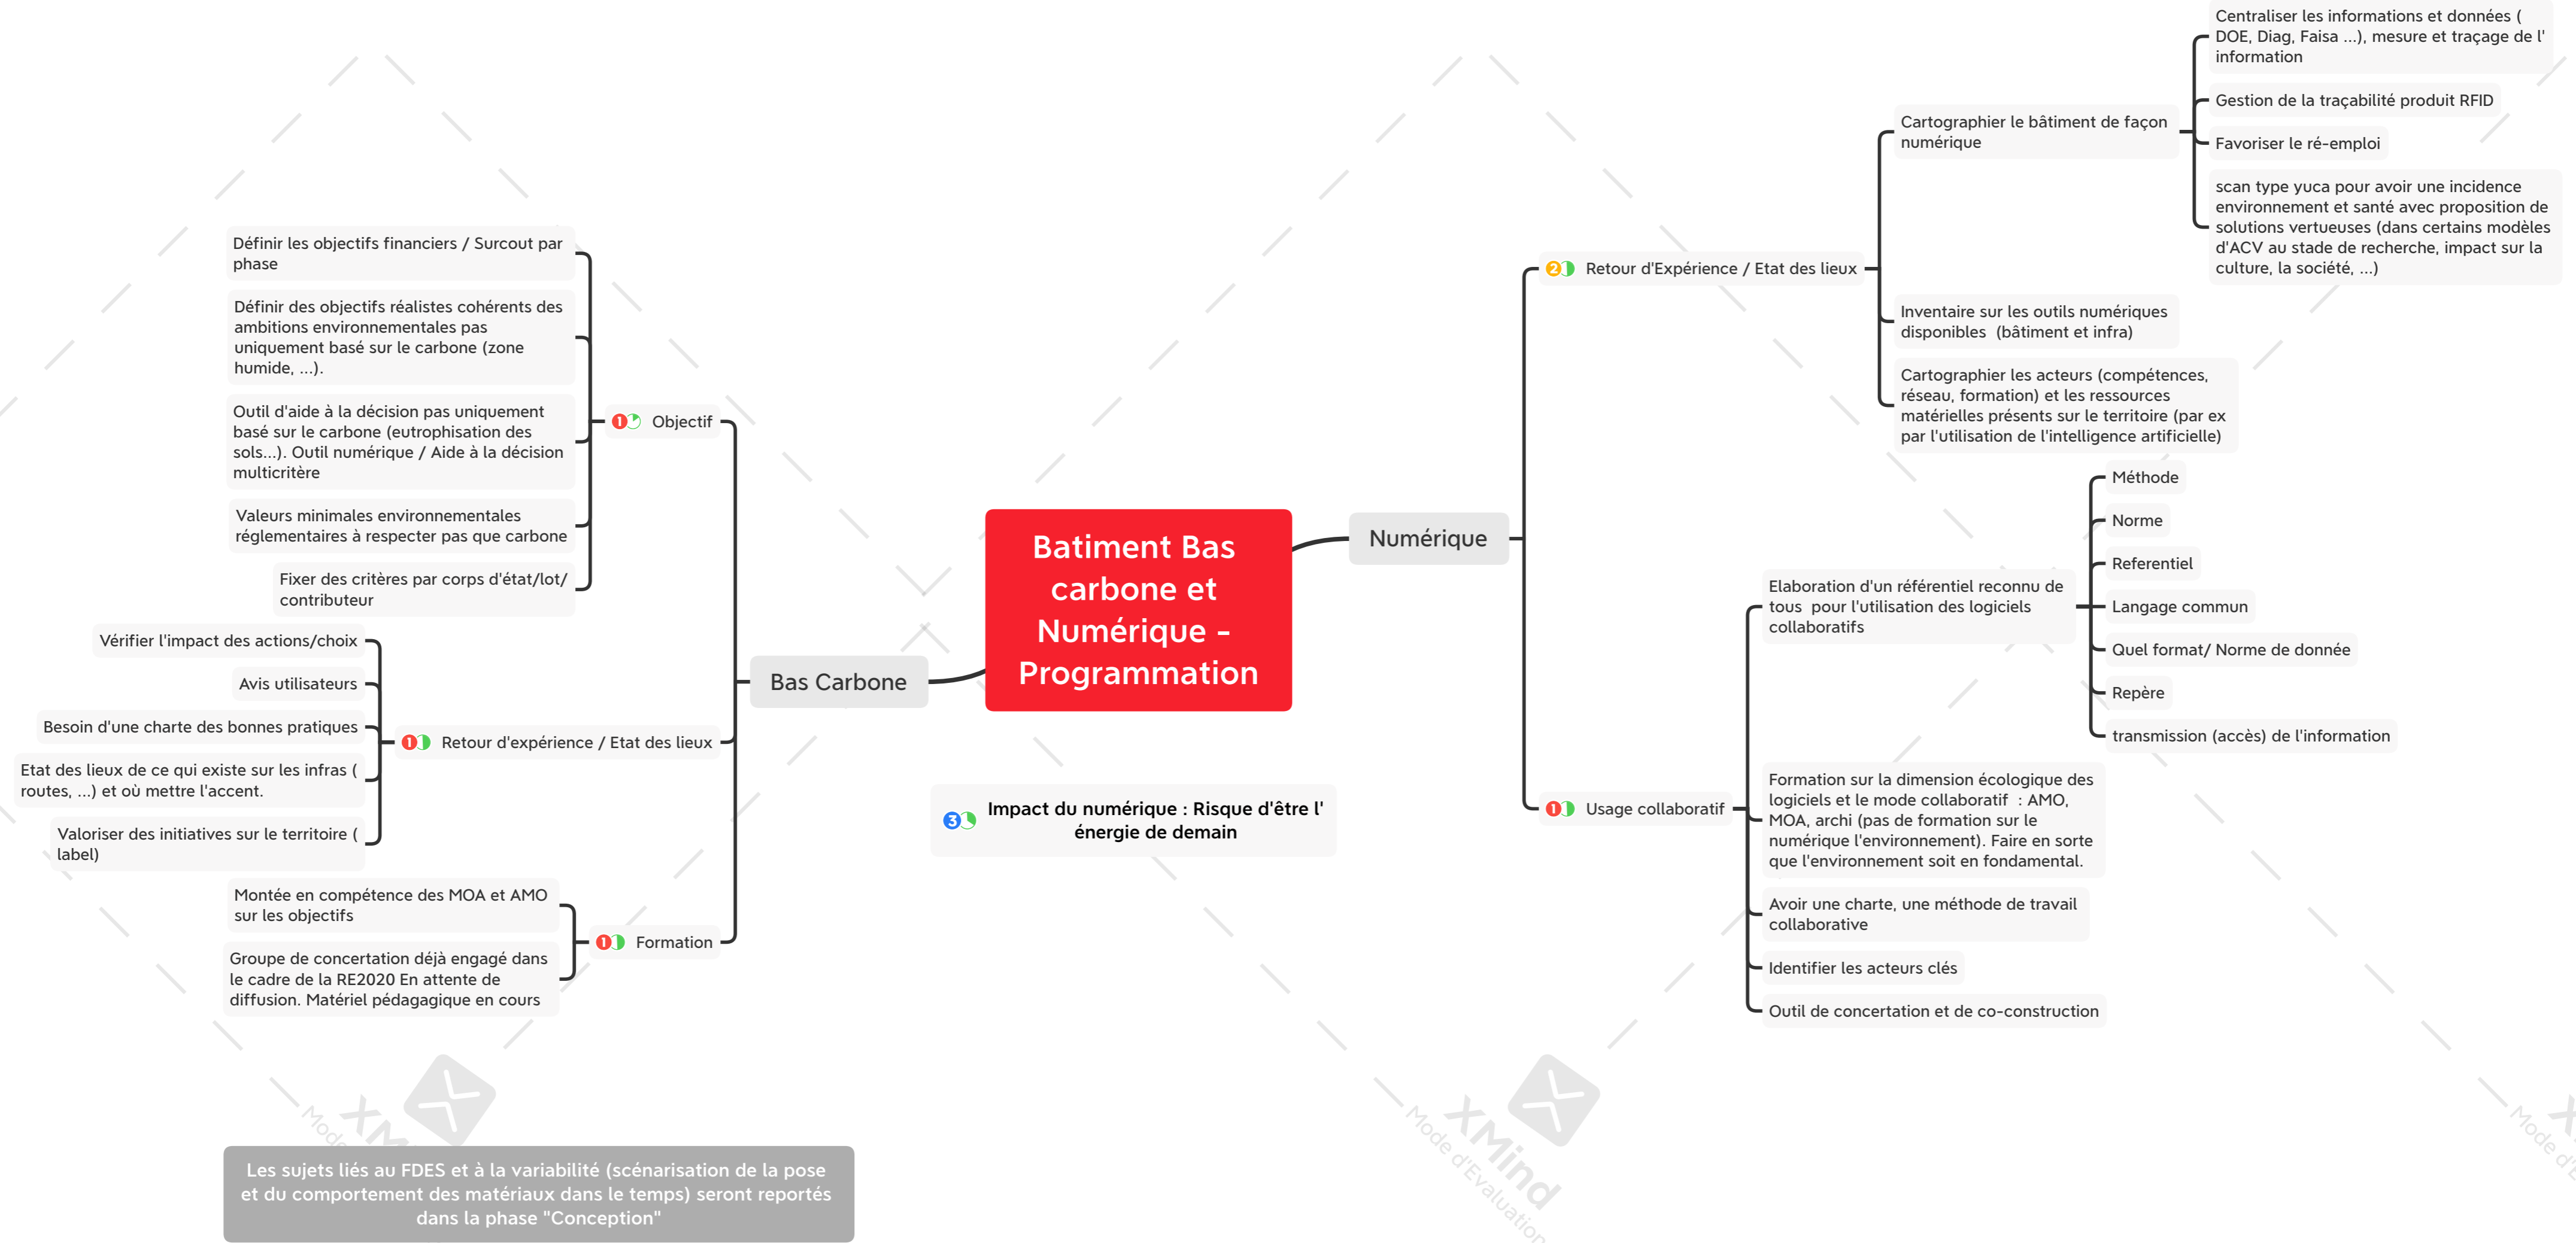 Batiment Bas
carbone et
Numérique -
Programmation
Numérique
2
Retour d'Expérience / Etat des lieux
Cartographier le bâtiment de façon
numérique
Centraliser les informations et données (
DOE, Diag, Faisa ...), mesure et traçage de l'
information
Gestion de la traçabilité produit RFID
Favoriser le ré-emploi
scan type yuca pour avoir une incidence
environnement et santé avec proposition de
solutions vertueuses (dans certains modèles
d'ACV au stade de recherche, impact sur la
culture, la société, ...)
Inventaire sur les outils numériques
disponibles (bâtiment et infra)
Cartographier les acteurs (compétences,
réseau, formation) et les ressources
matérielles présents sur le territoire (par ex
par l'utilisation de l'intelligence artificielle)
1
Usage collaboratif
Elaboration d'un référentiel reconnu de
tous pour l'utilisation des logiciels
collaboratifs
Méthode
Norme
Referentiel
Langage commun
Quel format/ Norme de donnée
Repère
transmission (accès) de l'information
Formation sur la dimension écologique des
logiciels et le mode collaboratif : AMO,
MOA, archi (pas de formation sur le
numérique l'environnement). Faire en sorte
que l'environnement soit en fondamental.
Avoir une charte, une méthode de travail
collaborative
Identifier les acteurs clés
Outil de concertation et de co-construction
Bas Carbone
1
Objectif
Définir les objectifs financiers / Surcout par
phase
Définir des objectifs réalistes cohérents des
ambitions environnementales pas
uniquement basé sur le carbone (zone
humide, ...).
Outil d'aide à la décision pas uniquement
basé sur le carbone (eutrophisation des
sols...). Outil numérique / Aide à la décision
multicritère
Valeurs minimales environnementales
réglementaires à respecter pas que carbone
Fixer des critères par corps d'état/lot/
contributeur
1
Retour d'expérience / Etat des lieux
Vérifier l'impact des actions/choix
Avis utilisateurs
Besoin d'une charte des bonnes pratiques
Etat des lieux de ce qui existe sur les infras (
routes, ...) et où mettre l'accent.
Valoriser des initiatives sur le territoire (
label)
1
Formation
Montée en compétence des MOA et AMO
sur les objectifs
Groupe de concertation déjà engagé dans
le cadre de la RE2020 En attente de
diffusion. Matériel pédagagique en cours
3
Impact du numérique : Risque d'être l'
énergie de demain
Les sujets liés au FDES et à la variabilité (scénarisation de la pose
et du comportement des matériaux dans le temps) seront reportés
dans la phase "Conception"
XMind
Mode d'Evaluation